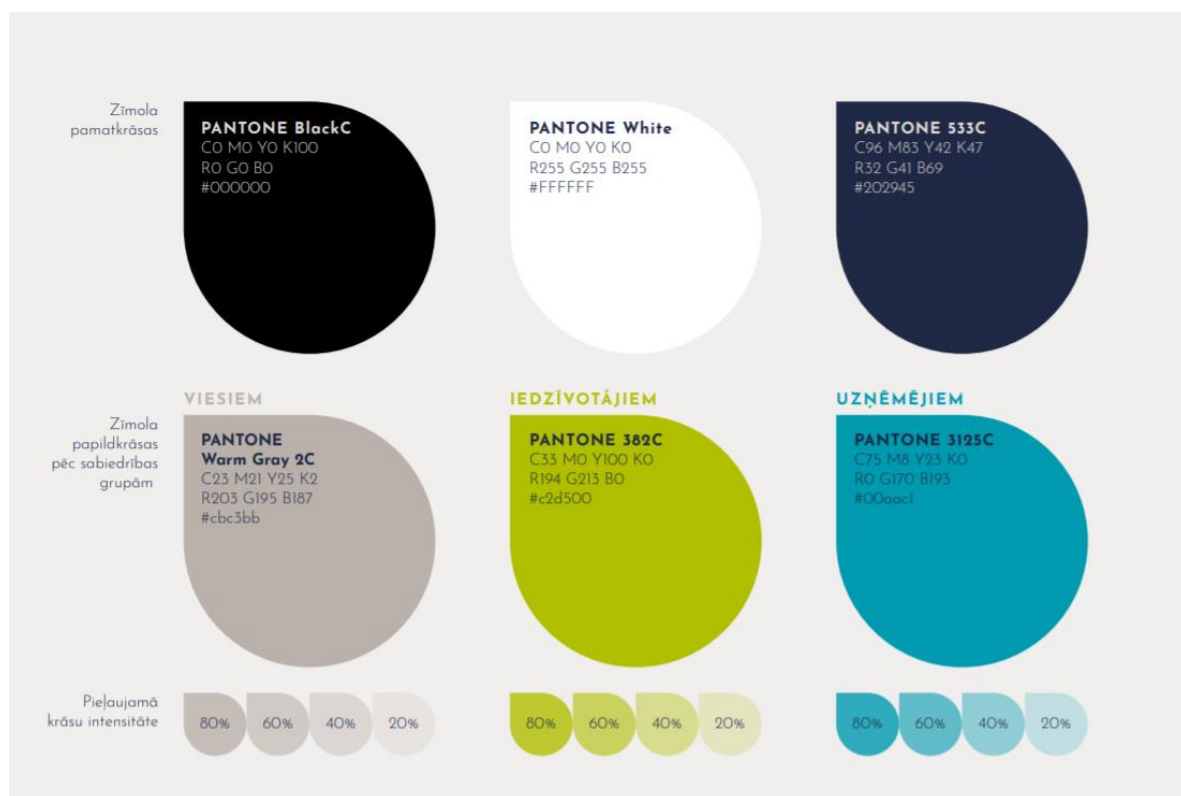 Zīmola
pamatkrāsas
PANTONE BlackC
C0 M0 Y0 K100
R0 G0 B0
#000000
PANTONE White
C0 M0 Y0 K0
R255 G255 B255
#FFFFFF
PANTONE 533C
C96 M83 Y42 K47
R32 G41 B69
#202945
Zīmola
papildkrāsas
pēc sabiedrības
grupām
VIESIEM
PANTONE
Warm Gray 2C
C23 M21 Y25 K2
R203 G195 B187
#cbc3bb
IEDZĪVOTĀJIEM
PANTONE 382C
C33 M0 Y100 K0
R194 G213 B0
#c2d500
UZŅĒMĒJIEM
PANTONE 3125C
C75 M8 Y23 K0
R0 G170 B193
#00aac1
Pieļaujamā
krāsu intensitāte
80% 60% 40% 20%
80% 60% 40% 20%
80% 60% 40% 20%